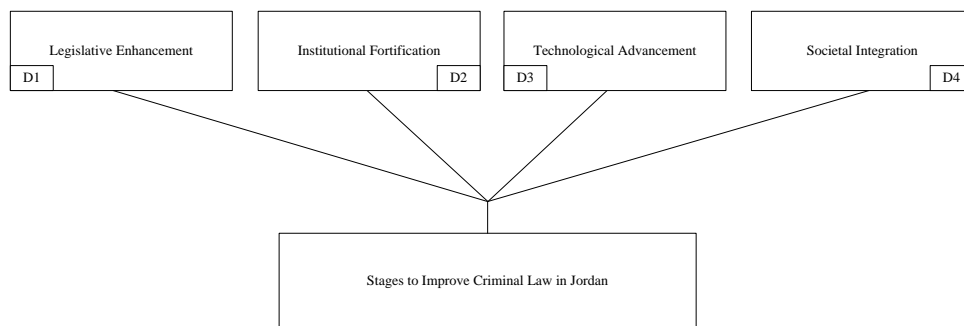 Legislative Enhancement
D1
Institutional Fortification
D2
Technological Advancement
D3
Societal Integration
D4
Stages to Improve Criminal Law in Jordan